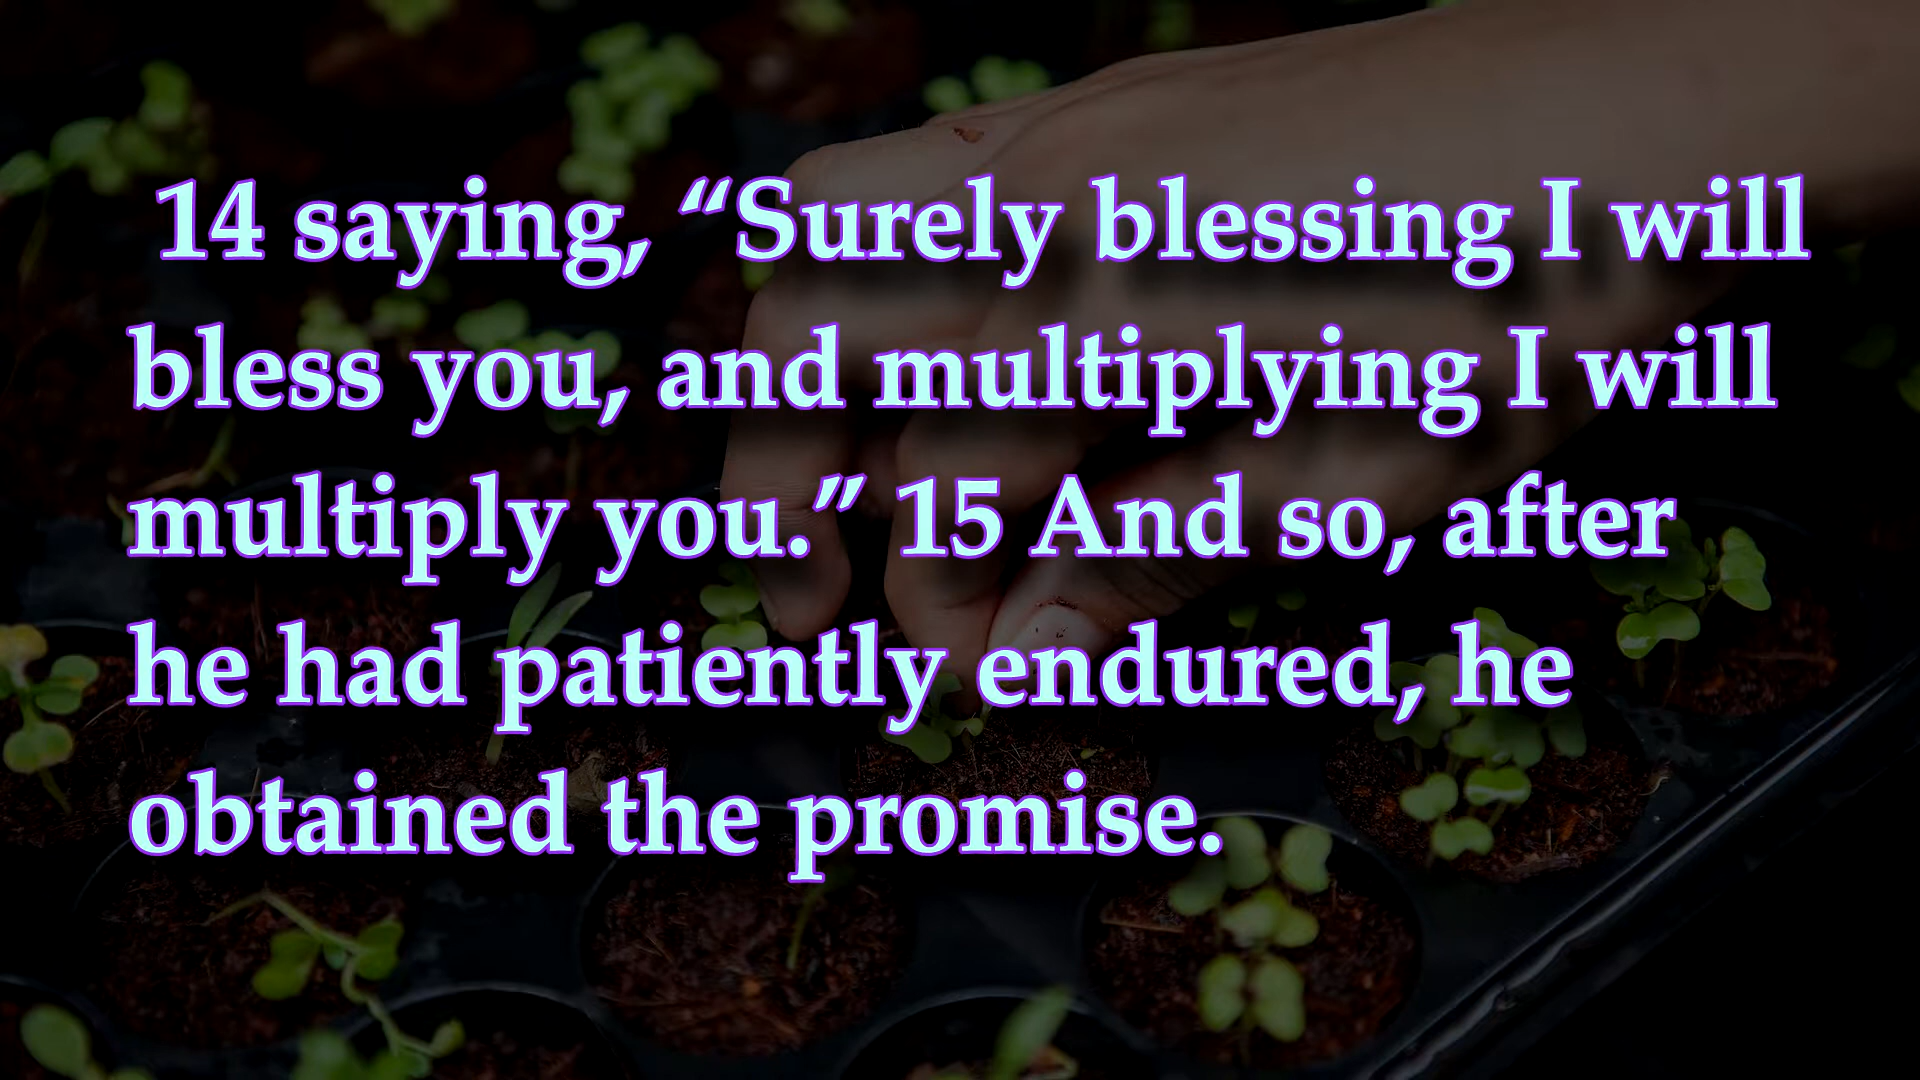 14 saying, “Surely blessing I will
bless you, and multiplying I will
multiply you.” 15 And so, after
he had patiently endured, he
obtained the promise.